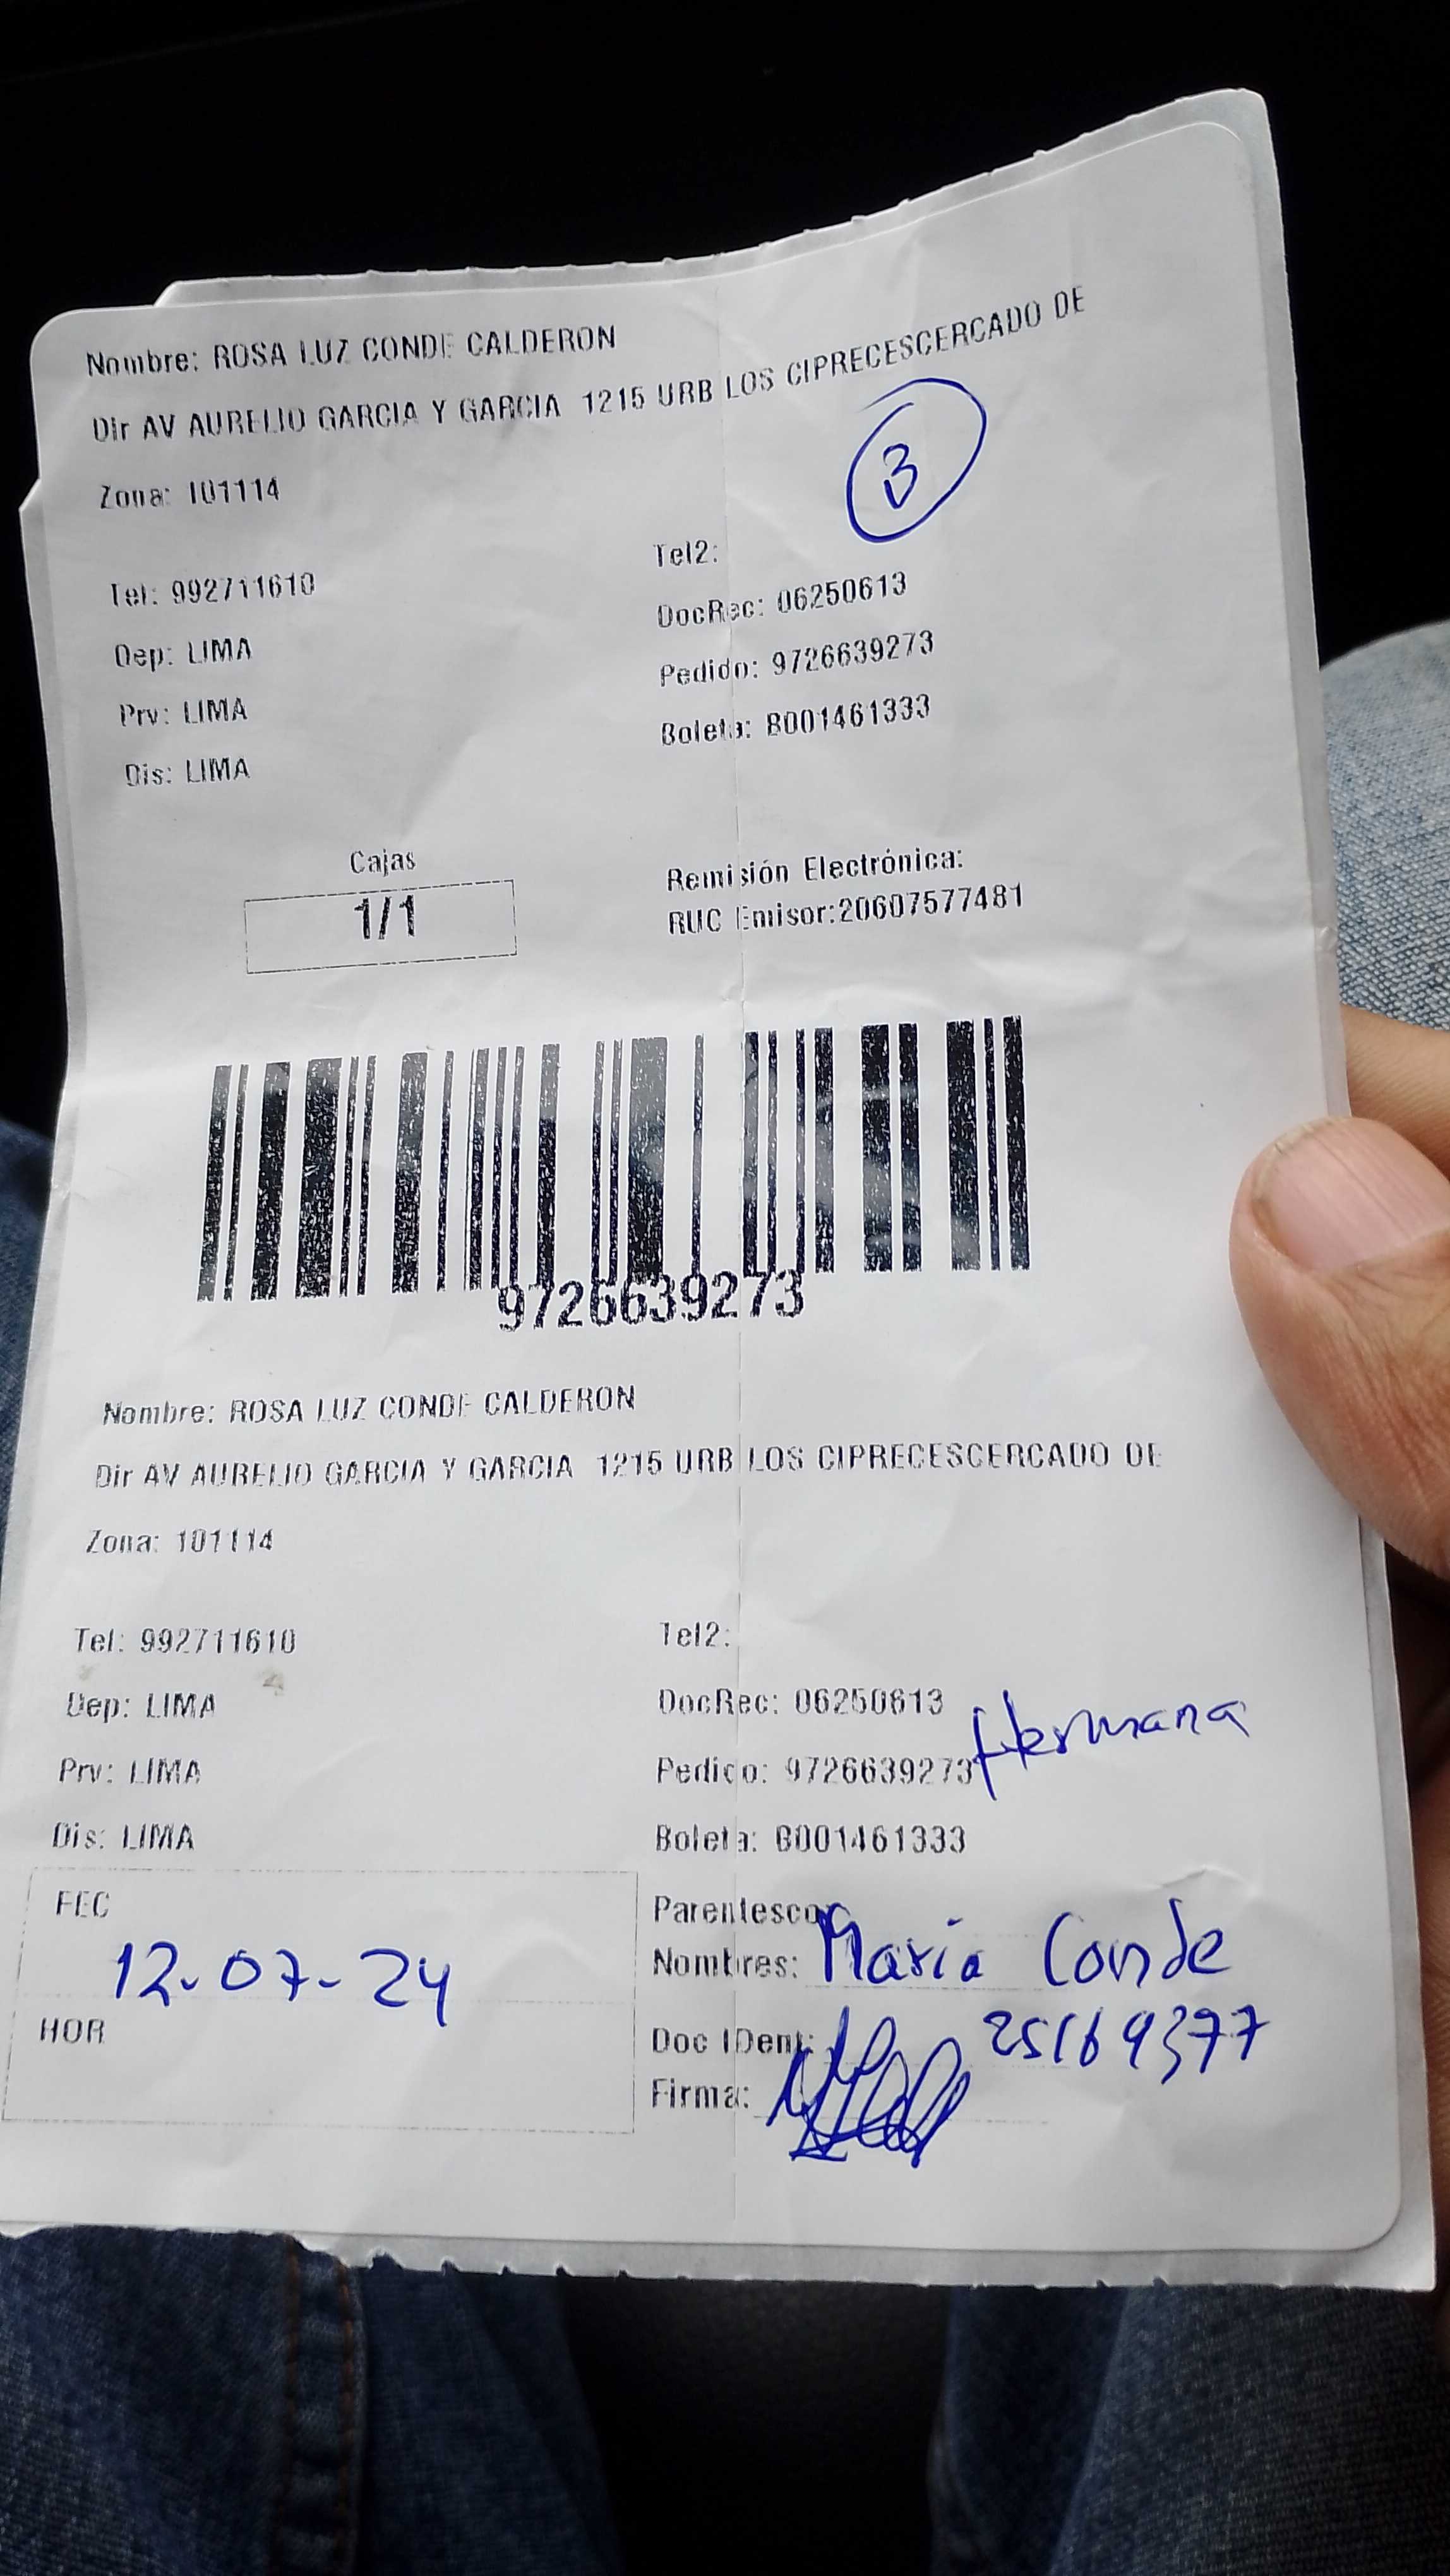 Nombre: ROSA LUZ CONDE CALDERON
Dir AV AURELIO GARCIA Y GARCIA 1215 URB LOS CIPRECESCERCADO DE
3
Zona: 101114
Tel: 992711610
Tel2:
Dep: LIMA
DocRec: 06250613
Prv: LIMA
Pedido: 9726639273
Dis: LIMA
Boleta: B001461333
Cajas
1/1
Remisión Electrónica:
RUC Emisor:20607577481
9726639273
Nombre: ROSA LUZ CONDE CALDERON
Dir AV AURELIO GARCIA Y GARCIA 1215 URB LOS CIPRECESCERCADO DE
Zona: 101114
Tel: 992711610
Tel2:
Dep: LIMA
DocRec: 06250613
Hermana
Prv: LIMA
Pedido: 9726639273
Dis: LIMA
Boleta: B001461333
FEC
12-07-24
HOR
Parentesco
Nombres: Maria Conde
Doc IDent: 25169377
Firma: